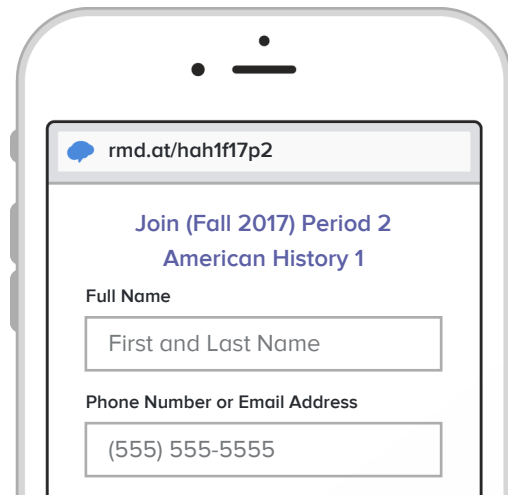 rmd.at/hah1f17p2
Join (Fall 2017) Period 2
American History 1
Full Name
First and Last Name
Phone Number or Email Address
(555) 555-5555